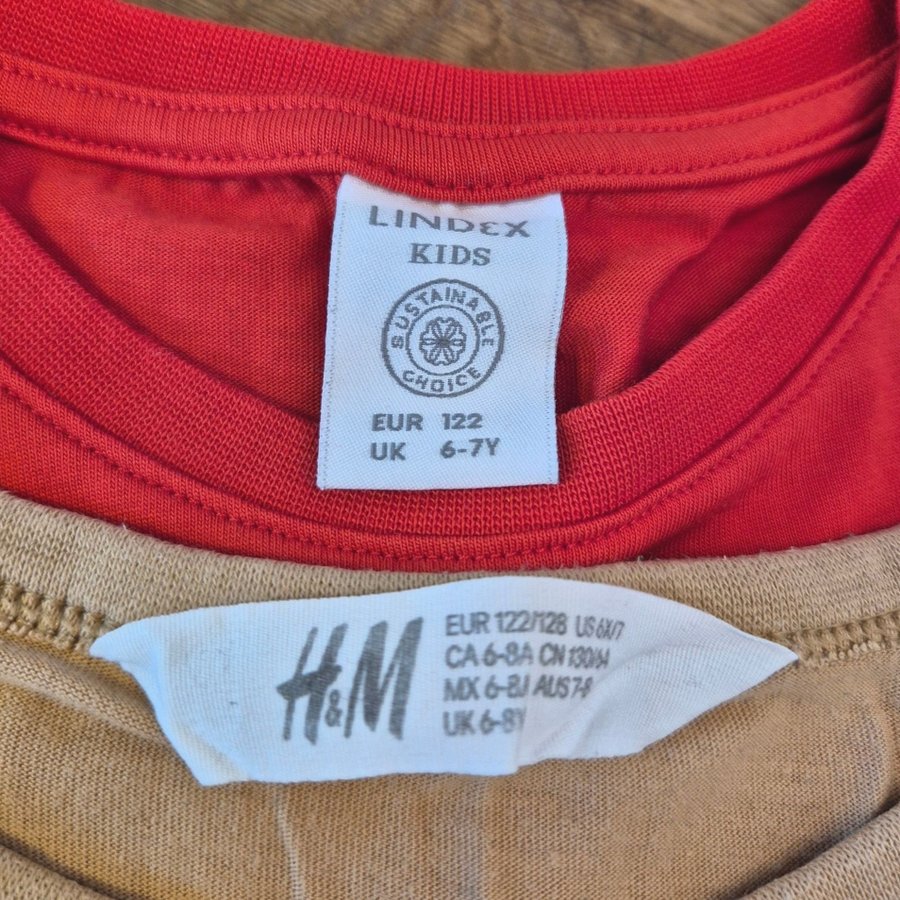 LINDEX
KIDS
SUSTAINABLE
CHOICE
EUR 122
UK 6-7Y
H&M
EUR 122/128 US 6X/7
CA 6-8A CN 130/64
MX 6-8A AUS 7-8
UK 6-8Y